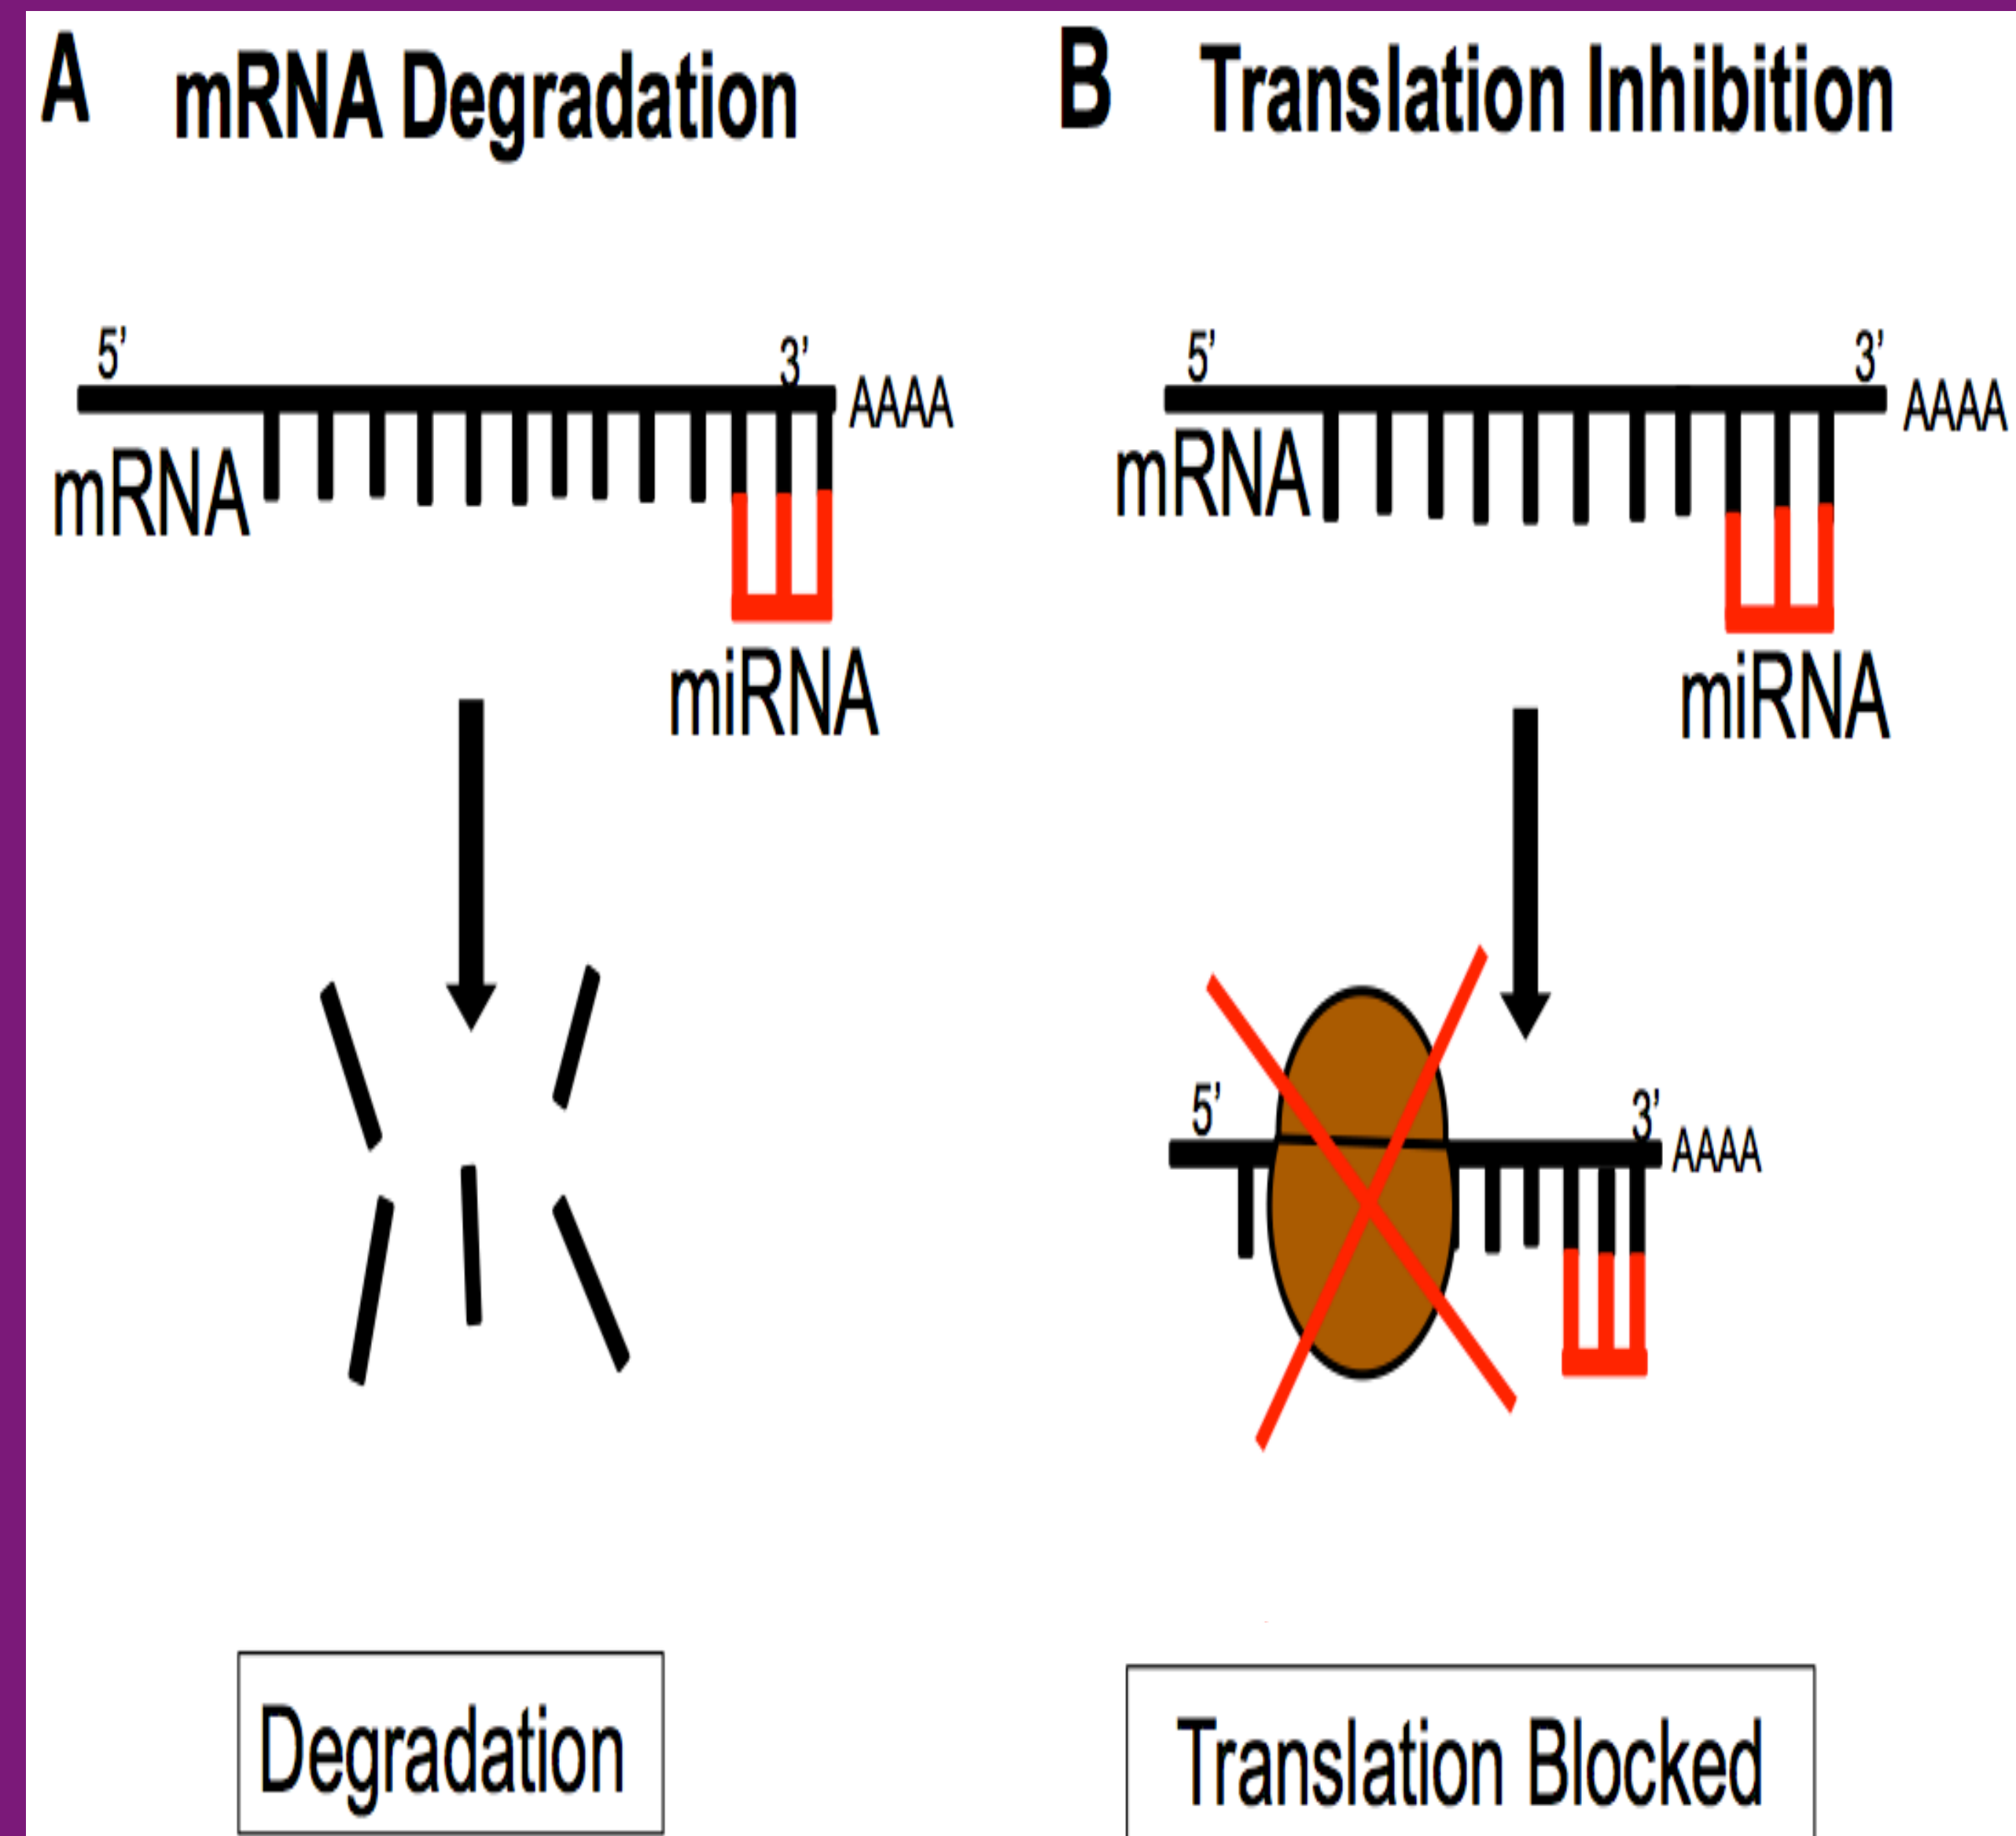 A mRNA Degradation
5'
3'
AAAA
mRNA
miRNA
Degradation
B Translation Inhibition
5'
3'
AAAA
mRNA
miRNA
5'
3'
AAAA
Translation Blocked